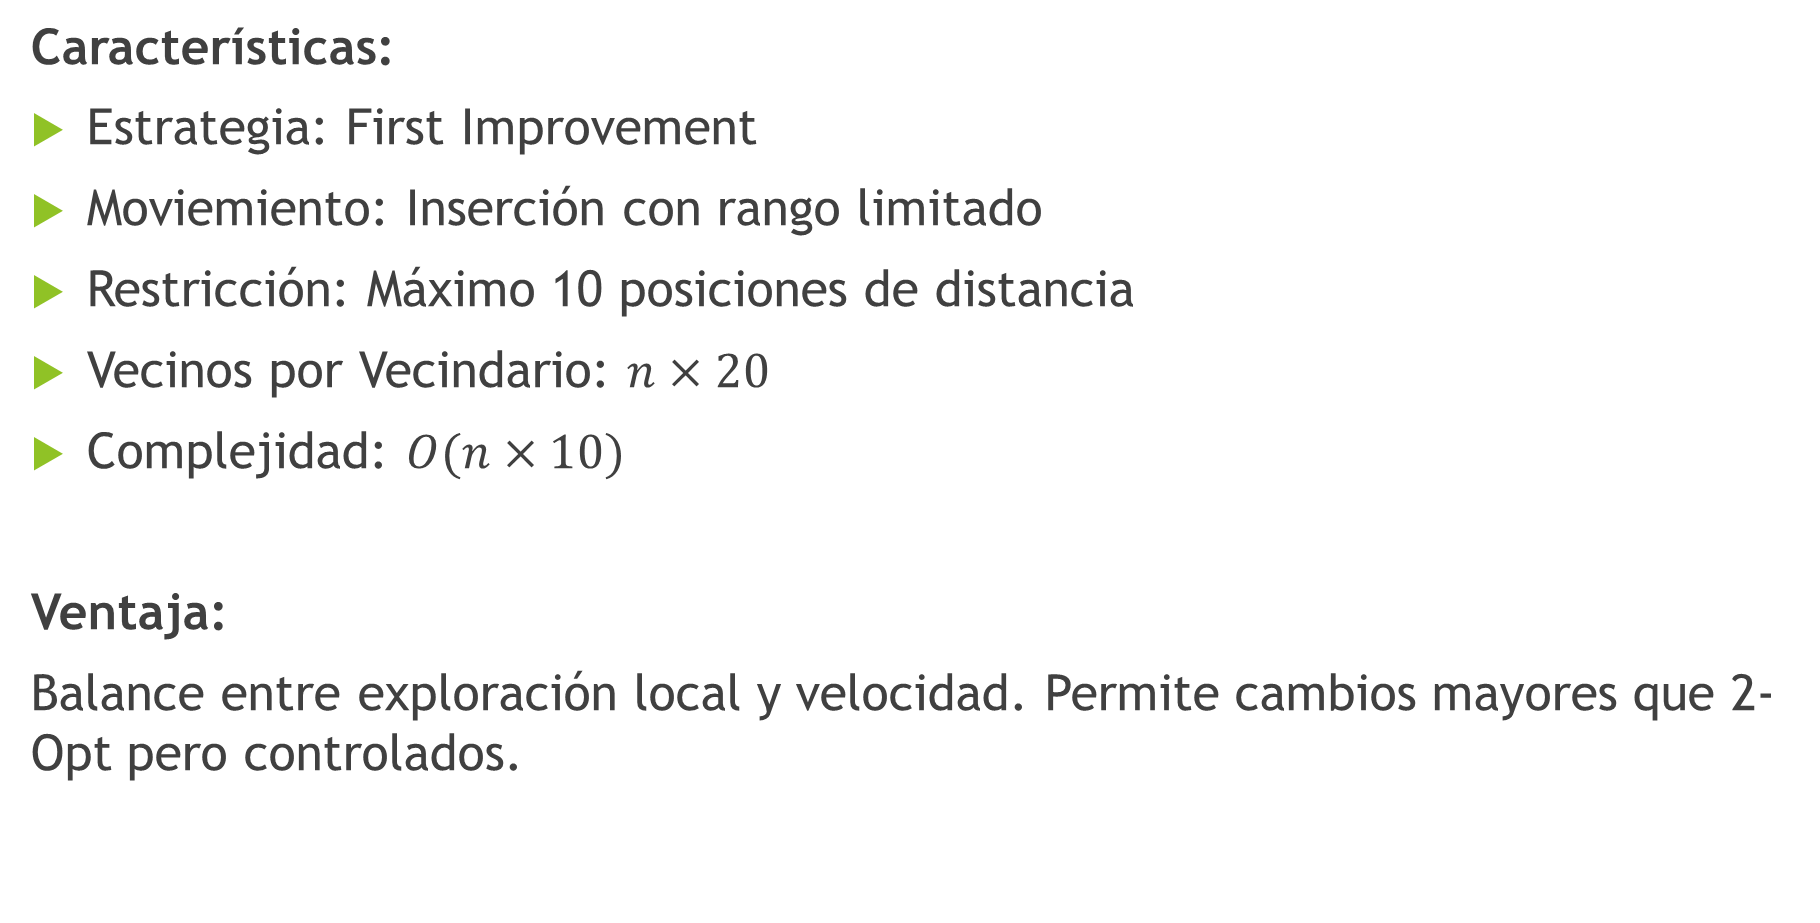 Características:
▶ Estrategia: First Improvement
▶ Moviemiento: Inserción con rango limitado
▶ Restricción: Máximo 10 posiciones de distancia
▶ Vecinos por Vecindario: n × 20
▶ Complejidad: O(n × 10)
Ventaja:
Balance entre exploración local y velocidad. Permite cambios mayores que 2-
Opt pero controlados.